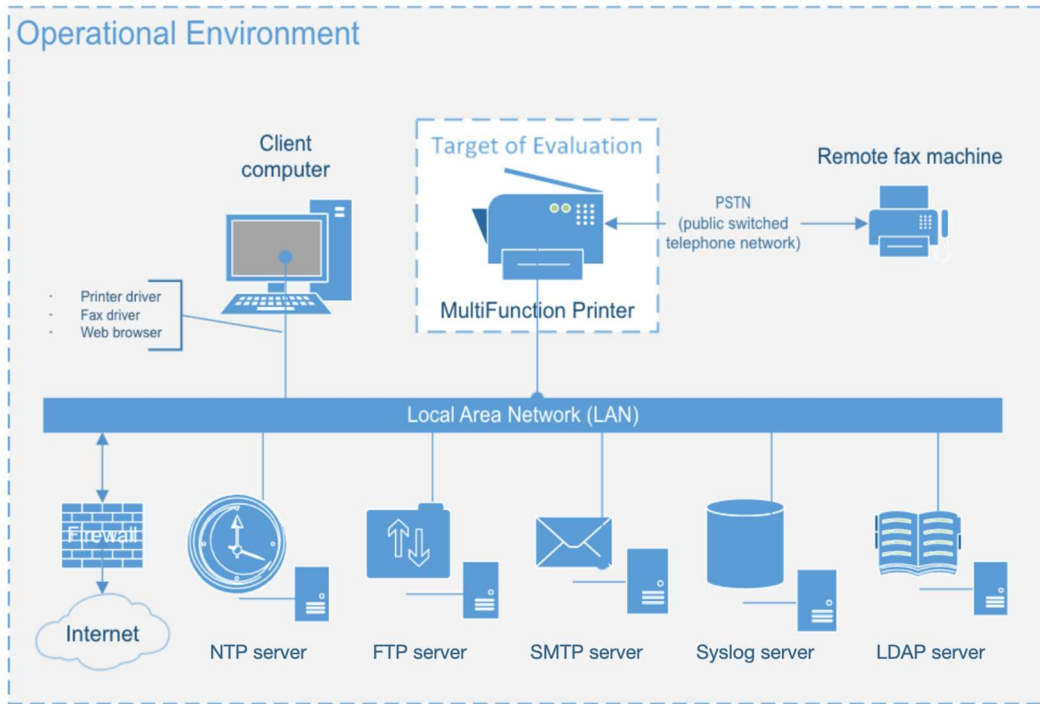 Operational Environment
Client
computer
Target of Evaluation
MultiFunction Printer
PSTN
(public switched
telephone network)
Remote fax machine
· Printer driver
· Fax driver
· Web browser
Local Area Network (LAN)
Firewall
Internet
NTP server
FTP server
SMTP server
Syslog server
LDAP server